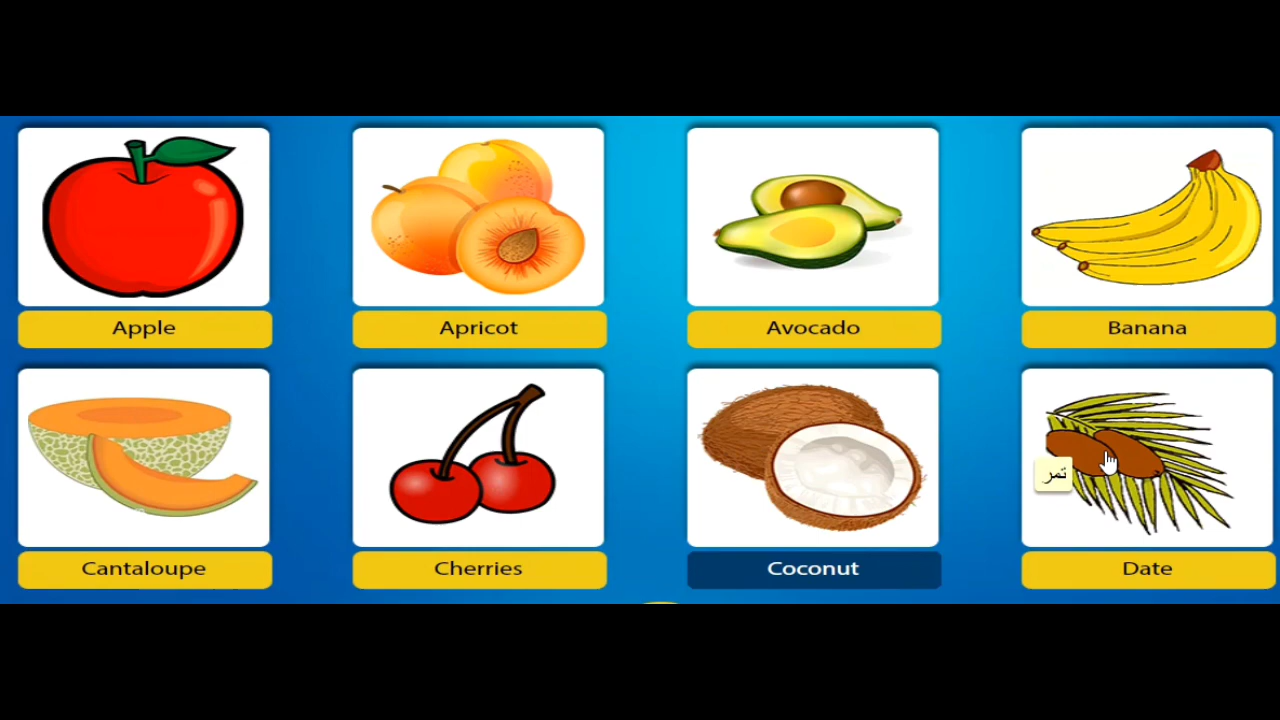 Apple
Apricot
Avocado
Banana
تمر
Cantaloupe
Cherries
Coconut
Date